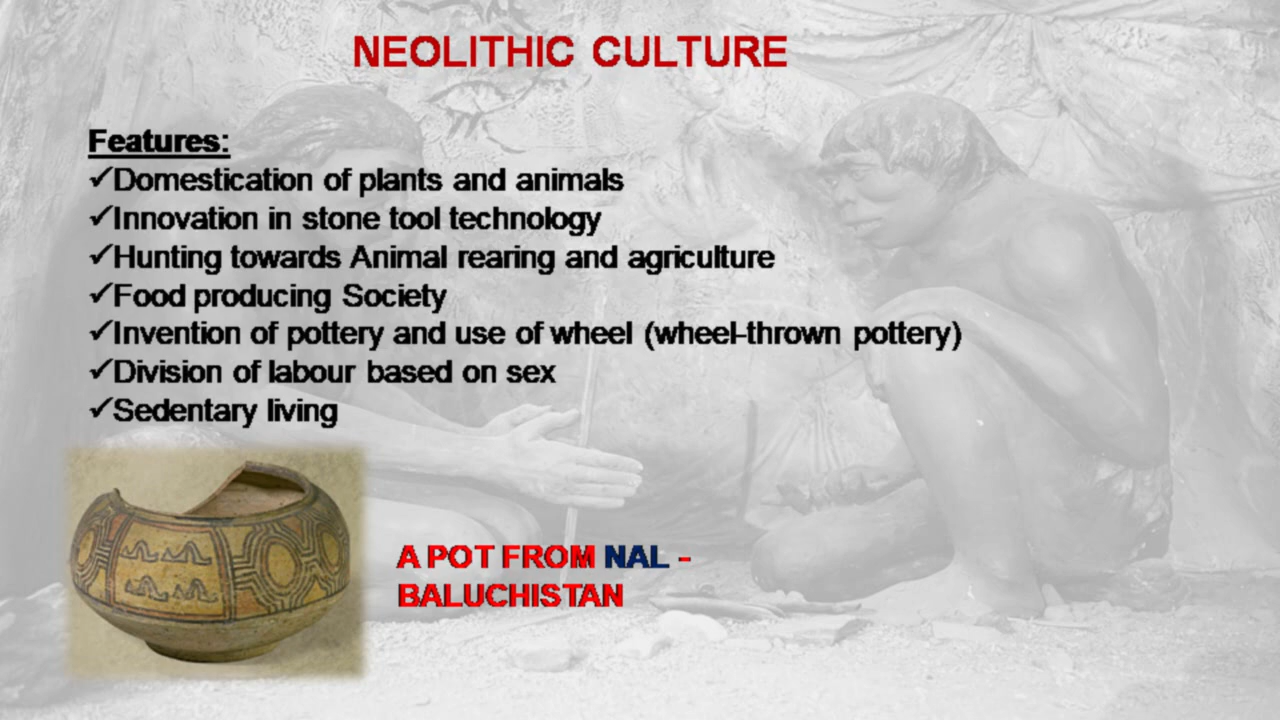 NEOLITHIC CULTURE
Features:
✓Domestication of plants and animals
✓Innovation in stone tool technology
✓Hunting towards Animal rearing and agriculture
✓Food producing Society
✓Invention of pottery and use of wheel (wheel-thrown pottery)
✓Division of labour based on sex
✓Sedentary living
A POT FROM NAL -
BALUCHISTAN